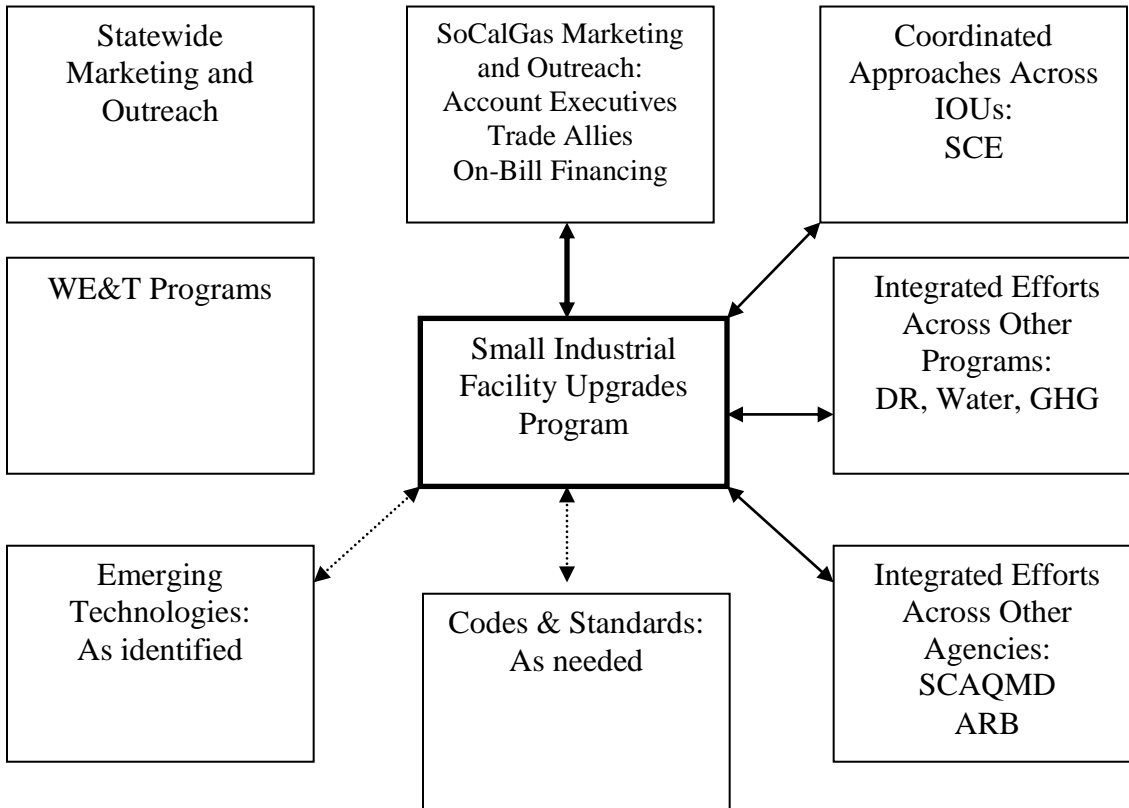 Statewide
Marketing and
Outreach
SoCalGas Marketing
and Outreach:
Account Executives
Trade Allies
On-Bill Financing
Coordinated
Approaches Across
IOUs:
SCE
WE&T Programs
Small Industrial
Facility Upgrades
Program
Integrated Efforts
Across Other
Programs:
DR, Water, GHG
Emerging
Technologies:
As identified
Codes & Standards:
As needed
Integrated Efforts
Across Other
Agencies:
SCAQMD
ARB